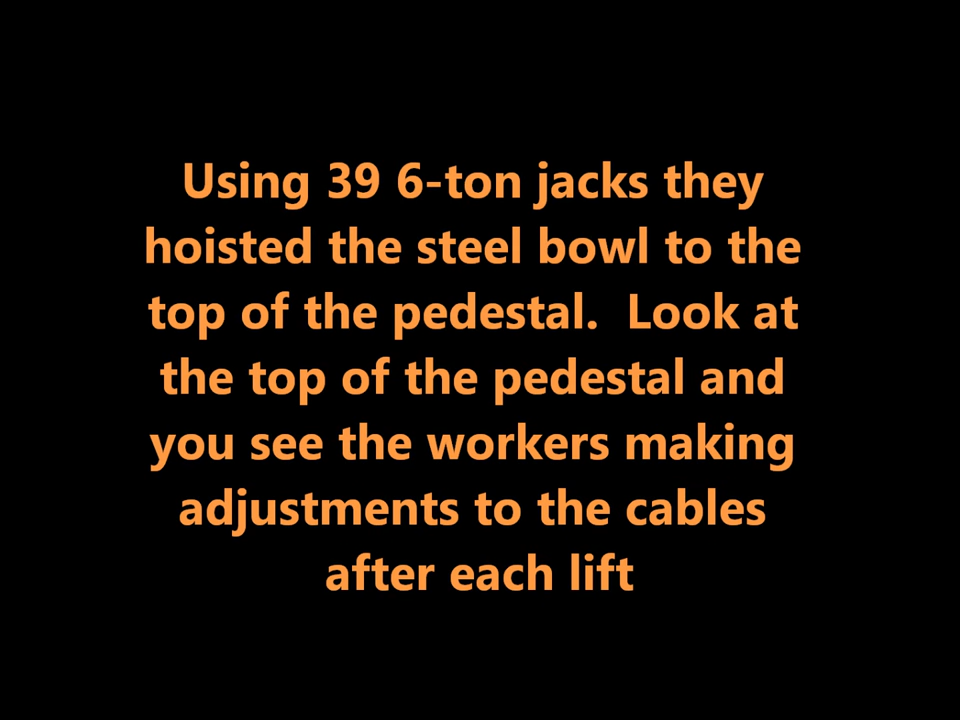 Using 39 6-ton jacks they
hoisted the steel bowl to the
top of the pedestal.  Look at
the top of the pedestal and
you see the workers making
adjustments to the cables
after each lift